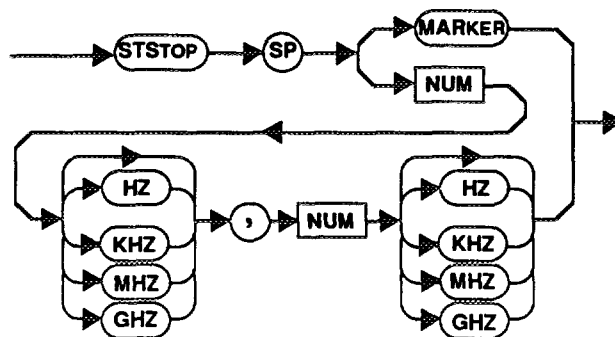 MARKER
STSTOP SP
NUM
HZ HZ
, NUM
KHZ KHZ
MHZ MHZ
GHZ GHZ